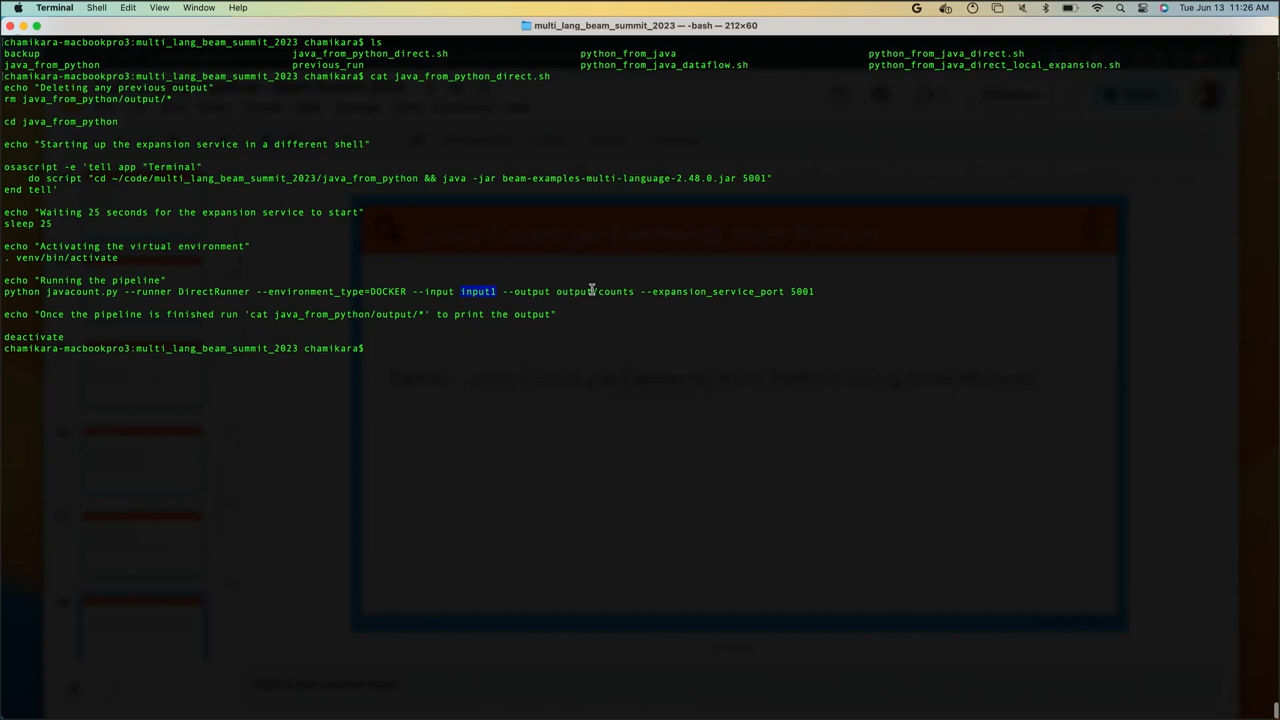 Terminal Shell Edit View Window Help Tue Jun 13 11:26 AM
multi_lang_beam_summit_2023 — -bash — 212×60
[chamikara-macbookpro3:multi_lang_beam_summit_2023 chamikara$ ls
backup java_from_python_direct.sh python_from_java python_from_java_direct.sh
java_from_python previous_run python_from_java_dataflow.sh python_from_java_direct_local_expansion.sh
[chamikara-macbookpro3:multi_lang_beam_summit_2023 chamikara$ cat java_from_python_direct.sh
echo "Deleting any previous output"
rm java_from_python/output/*
cd java_from_python
echo "Starting up the expansion service in a different shell"
osascript -e 'tell app "Terminal"
do script "cd ~/code/multi_lang_beam_summit_2023/java_from_python && java -jar beam-examples-multi-language-2.48.0.jar 5001"
end tell'
echo "Waiting 25 seconds for the expansion service to start"
sleep 25
echo "Activating the virtual environment"
. venv/bin/activate
echo "Running the pipeline"
python javacount.py --runner DirectRunner --environment_type=DOCKER --input input1 --output output/counts --expansion_service_port 5001
echo "Once the pipeline is finished run 'cat java_from_python/output/*' to print the output"
deactivate
chamikara-macbookpro3:multi_lang_beam_summit_2023 chamikara$